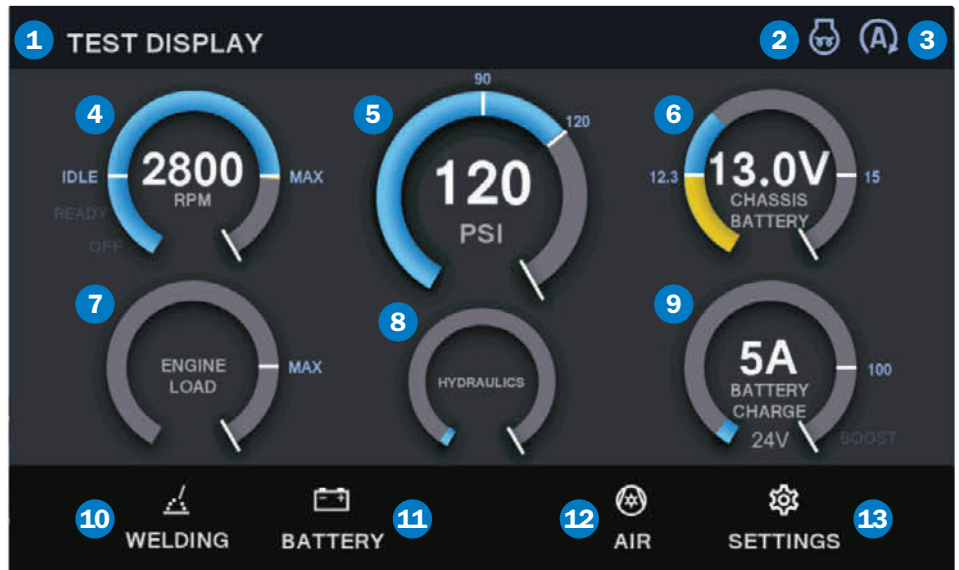 1 TEST DISPLAY 2 A 3
4 5 90 6
120
2800 120 13.0V
IDLE RPM MAX 12.3 15
READY PSI CHASSIS
OFF BATTERY
7 8 9
ENGINE MAX HYDRAULICS 5A 100
LOAD BATTERY
CHARGE
24V BOOST
10 - + 11 12 13
WELDING BATTERY AIR SETTINGS